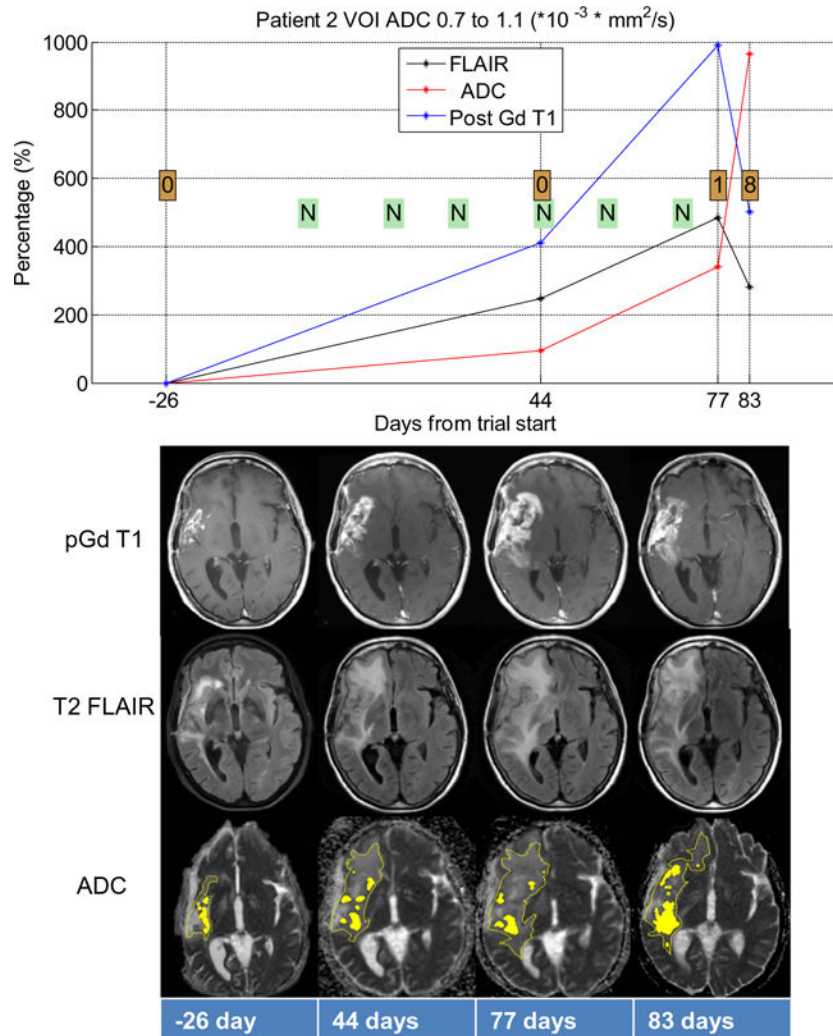 Patient 2 VOI ADC 0.7 to 1.1 (*10 -3 * mm2/s)
1000
800
600
400
200
0
Percentage (%)
FLAIR
ADC
Post Gd T1
0
0
1
8
N
N
N
N
N
N
-26
44
77
83
Days from trial start
pGd T1
T2 FLAIR
ADC
-26 day
44 days
77 days
83 days